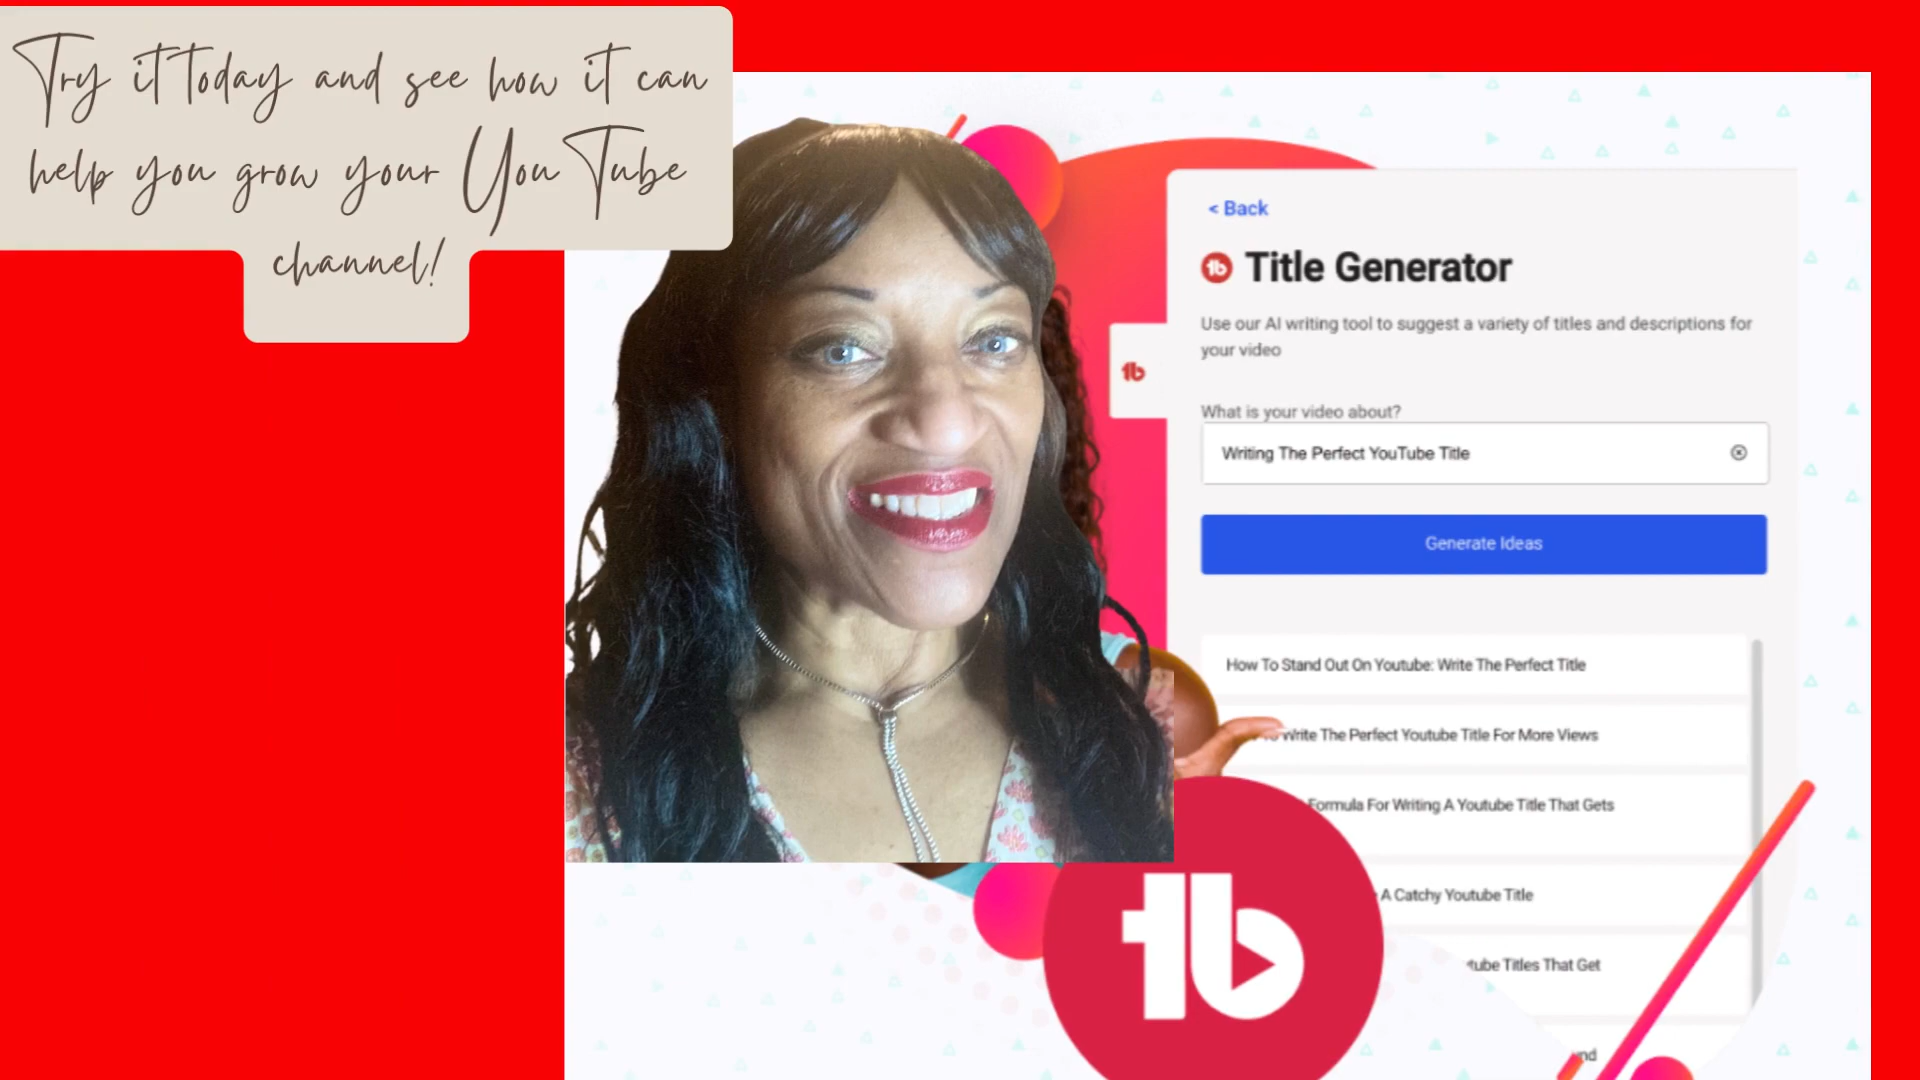 Try it today and see how it can
help you grow your YouTube
channel!
< Back
tb Title Generator
Use our AI writing tool to suggest a variety of titles and descriptions for
your video
tb
What is your video about?
Writing The Perfect YouTube Title
Generate Ideas
How To Stand Out On Youtube: Write The Perfect Title
Write The Perfect Youtube Title For More Views
Formula For Writing A Youtube Title That Gets
A Catchy Youtube Title
Titles That Get
tb